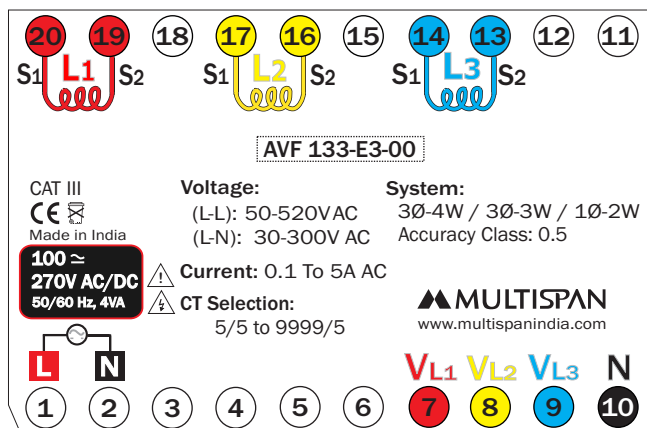 20 19 18 17 16 15 14 13 12 11
S1 L1 S2 S1 L2 S2 S1 L3 S2
AVF 133-E3-00
CAT III
CE
Made in India
100 ≃
270V AC/DC
50/60 Hz, 4VA
L N
Voltage:
(L-L): 50-520V AC
(L-N): 30-300V AC
Current: 0.1 To 5A AC
CT Selection:
5/5 to 9999/5
System:
3Ø-4W / 3Ø-3W / 1Ø-2W
Accuracy Class: 0.5
MULTISPAN
www.multispanindia.com
VL1 VL2 VL3 N
1 2 3 4 5 6 7 8 9 10